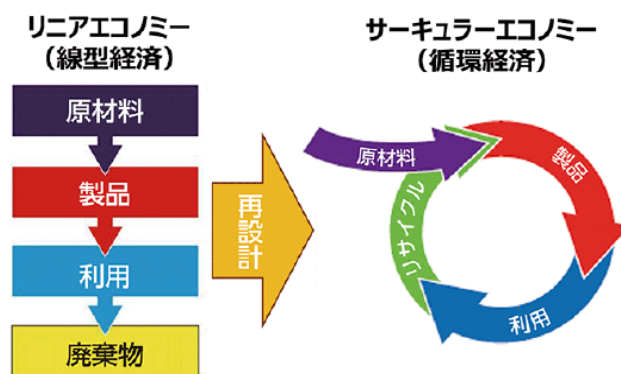 リニアエコノミー
（線型経済）
原材料
製品
利用
廃棄物
再設計
サーキュラーエコノミー
（循環経済）
原材料
製品
利用
リサイクル